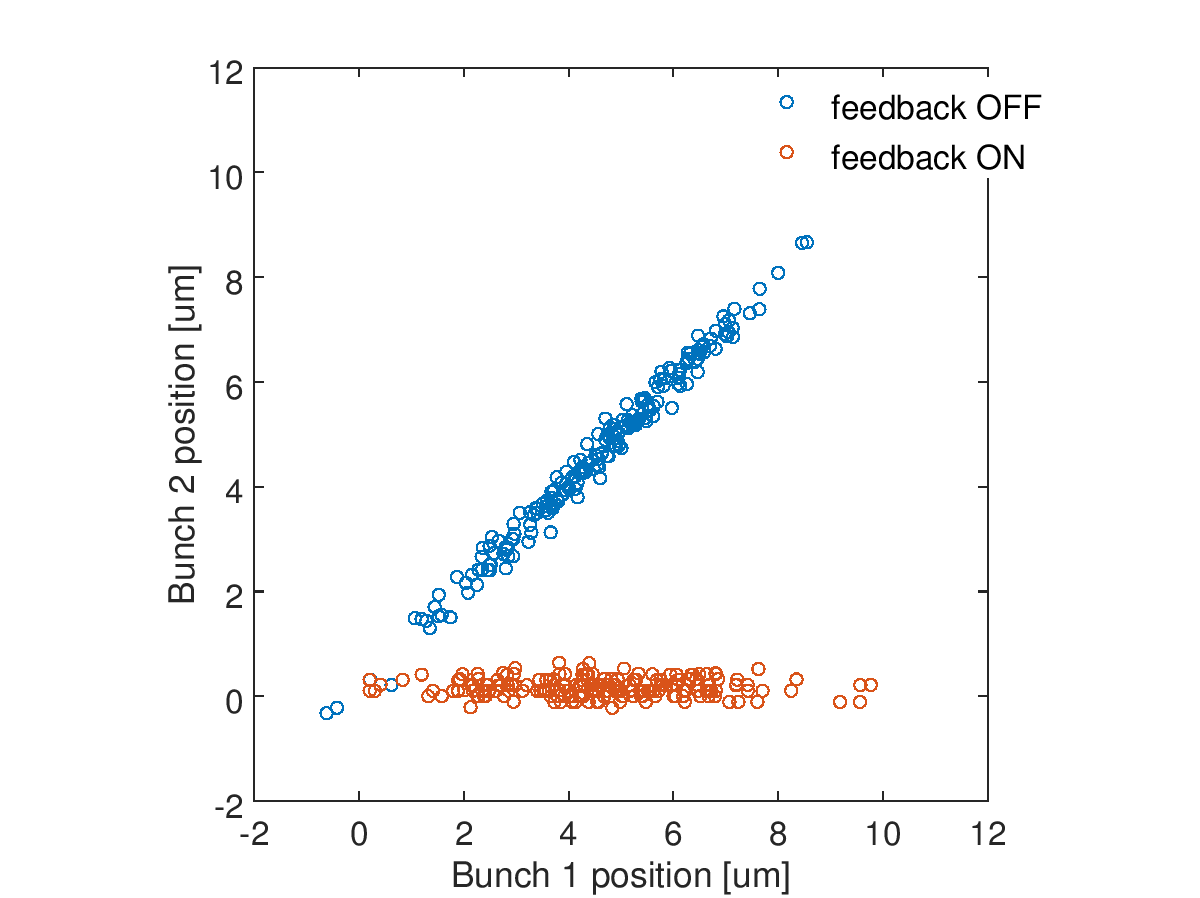 12
10
8
6
4
2
0
-2
-2 0 2 4 6 8 10 12
Bunch 1 position [um]
Bunch 2 position [um]
feedback OFF
feedback ON